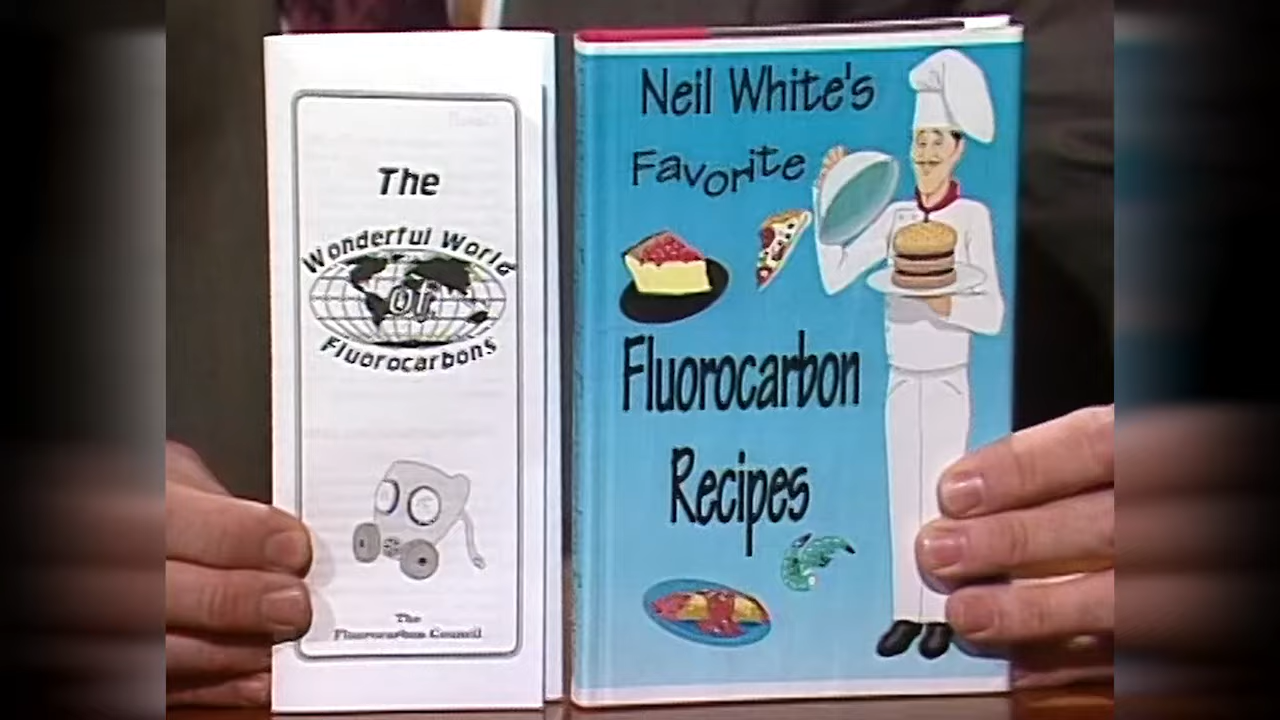 The
Wonderful World
of
Fluorocarbons
The
Fluorocarbon Council
Neil White's
Favorite
Fluorocarbon
Recipes